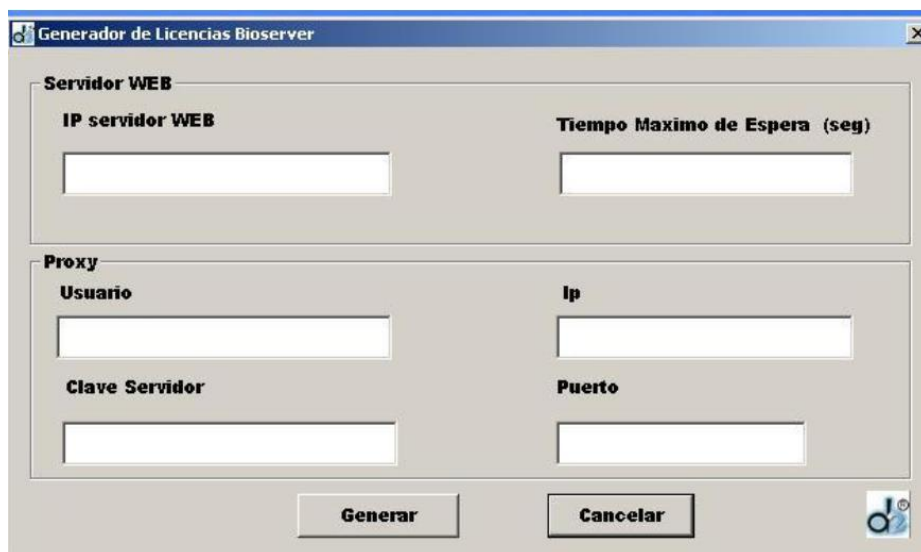 Generador de Licencias Bioserver
Servidor WEB
IP servidor WEB
Tiempo Maximo de Espera (seg)
Proxy
Usuario
Ip
Clave Servidor
Puerto
Generar
Cancelar